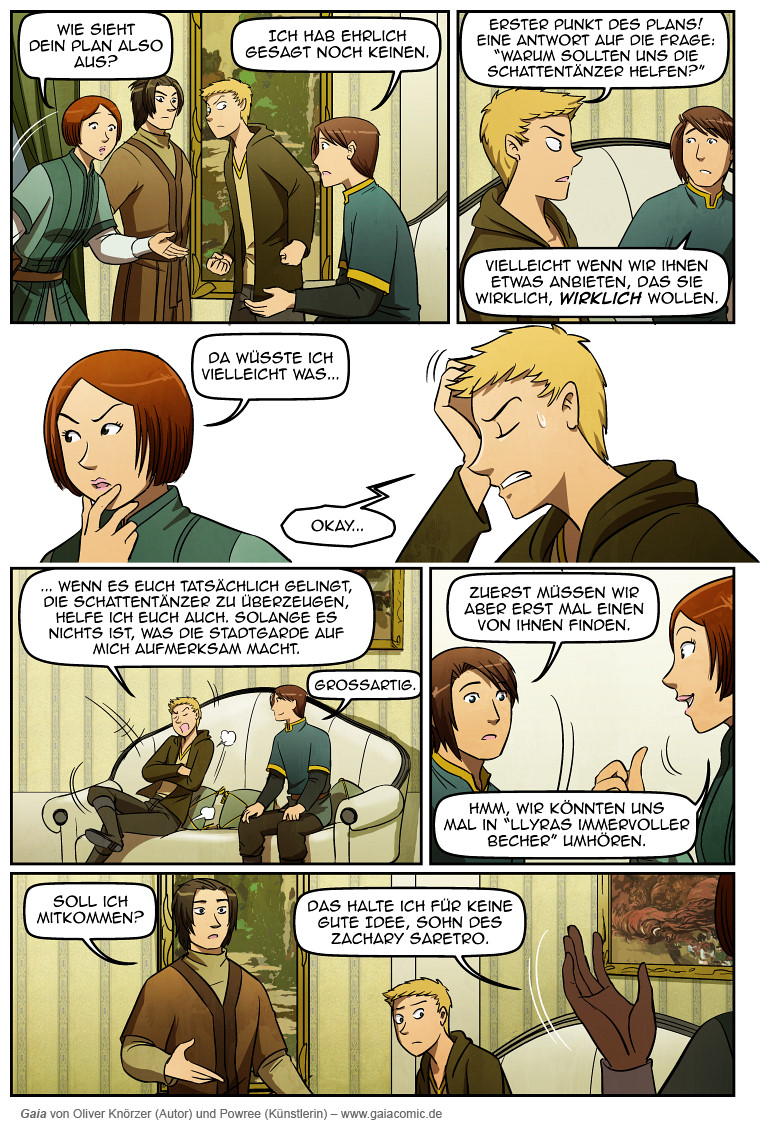 WIE SIEHT
DEIN PLAN ALSO
AUS?
ICH HAB EHRLICH
GESAGT NOCH KEINEN.
ERSTER PUNKT DES PLANS!
EINE ANTWORT AUF DIE FRAGE:
"WARUM SOLLTEN UNS DIE
SCHATTENTÄNZER HELFEN?"
VIELLEICHT WENN WIR IHNEN
ETWAS ANBIETEN, DAS SIE
WIRKLICH, WIRKLICH WOLLEN.
DA WÜSSTE ICH
VIELLEICHT WAS...
OKAY...
... WENN ES EUCH TATSÄCHLICH GELINGT,
DIE SCHATTENTÄNZER ZU ÜBERZEUGEN,
HELFE ICH EUCH AUCH. SOLANGE ES
NICHTS IST, WAS DIE STADTGARDE AUF
MICH AUFMERKSAM MACHT.
GROSSARTIG.
ZUERST MÜSSEN WIR
ABER ERST MAL EINEN
VON IHNEN FINDEN.
HMM, WIR KÖNNTEN UNS
MAL IN "LLYRAS IMMERVOLLER
BECHER" UMHÖREN.
SOLL ICH
MITKOMMEN?
DAS HALTE ICH FÜR KEINE
GUTE IDEE, SOHN DES
ZACHARY SARETRO.
Gaia von Oliver Knörzer (Autor) und Powree (Künstlerin) – www.gaiacomic.de